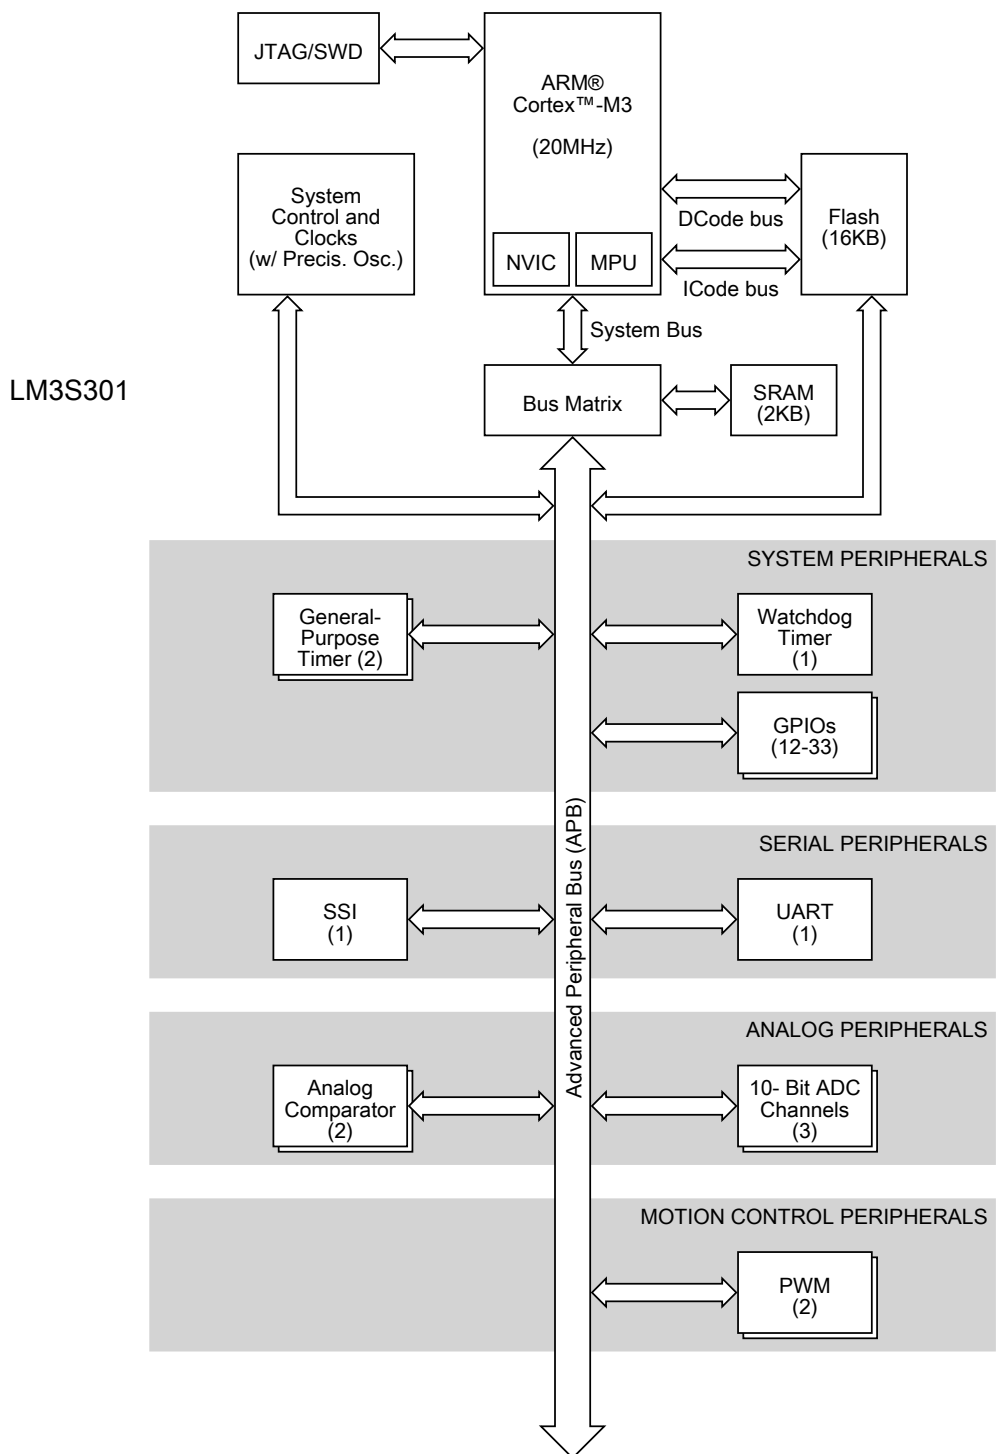 JTAG/SWD
ARM®
Cortex™-M3
(20MHz)
NVIC
MPU
System
Control and
Clocks
(w/ Precis. Osc.)
DCode bus
ICode bus
Flash
(16KB)
System Bus
LM3S301
Bus Matrix
SRAM
(2KB)
SYSTEM PERIPHERALS
General-
Purpose
Timer (2)
Watchdog
Timer
(1)
GPIOs
(12-33)
Advanced Peripheral Bus (APB)
SERIAL PERIPHERALS
SSI
(1)
UART
(1)
ANALOG PERIPHERALS
Analog
Comparator
(2)
10- Bit ADC
Channels
(3)
MOTION CONTROL PERIPHERALS
PWM
(2)